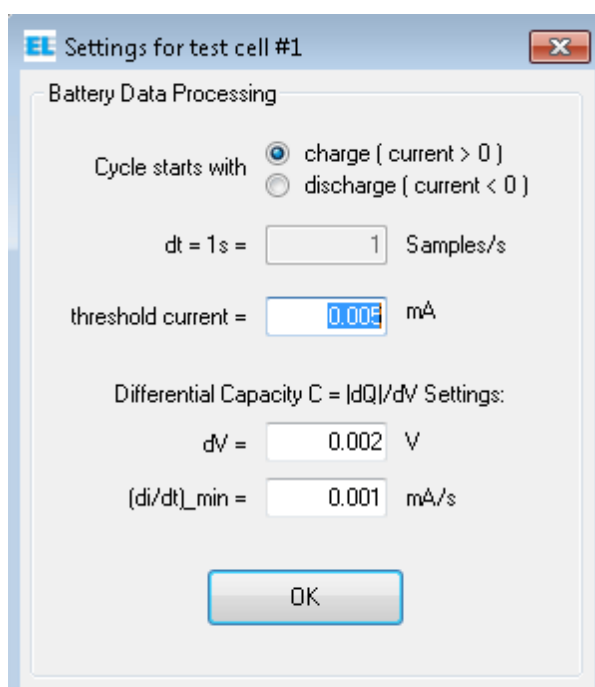 EL Settings for test cell #1
Battery Data Processing
Cycle starts with
charge ( current > 0 )
discharge ( current < 0 )
dt = 1s = 1 Samples/s
threshold current = 0.005 mA
Differential Capacity C = |dQ|/dV Settings:
dV = 0.002 V
(di/dt)_min = 0.001 mA/s
OK